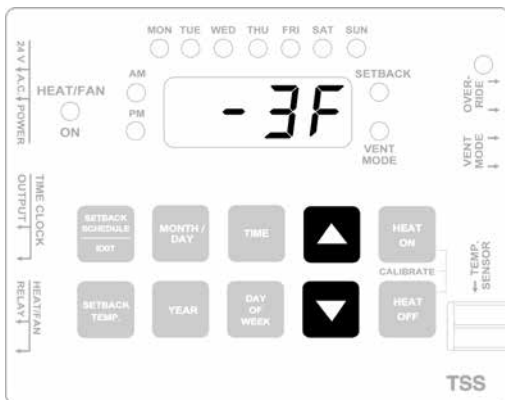 MON TUE WED THU FRI SAT SUN
24 V A.C. POWER
HEAT/FAN
ON
AM
PM
-3F
SETBACK
VENT
MODE
OVER-
RIDE
VENT
MODE
TIME CLOCK
OUTPUT
SETBACK
SCHEDULE
EXIT
MONTH /
DAY
TIME
HEAT
ON
CALIBRATE
TEMP.
SENSOR
HEAT/FAN
RELAY
SETBACK
TEMP.
YEAR
DAY
OF
WEEK
HEAT
OFF
TSS